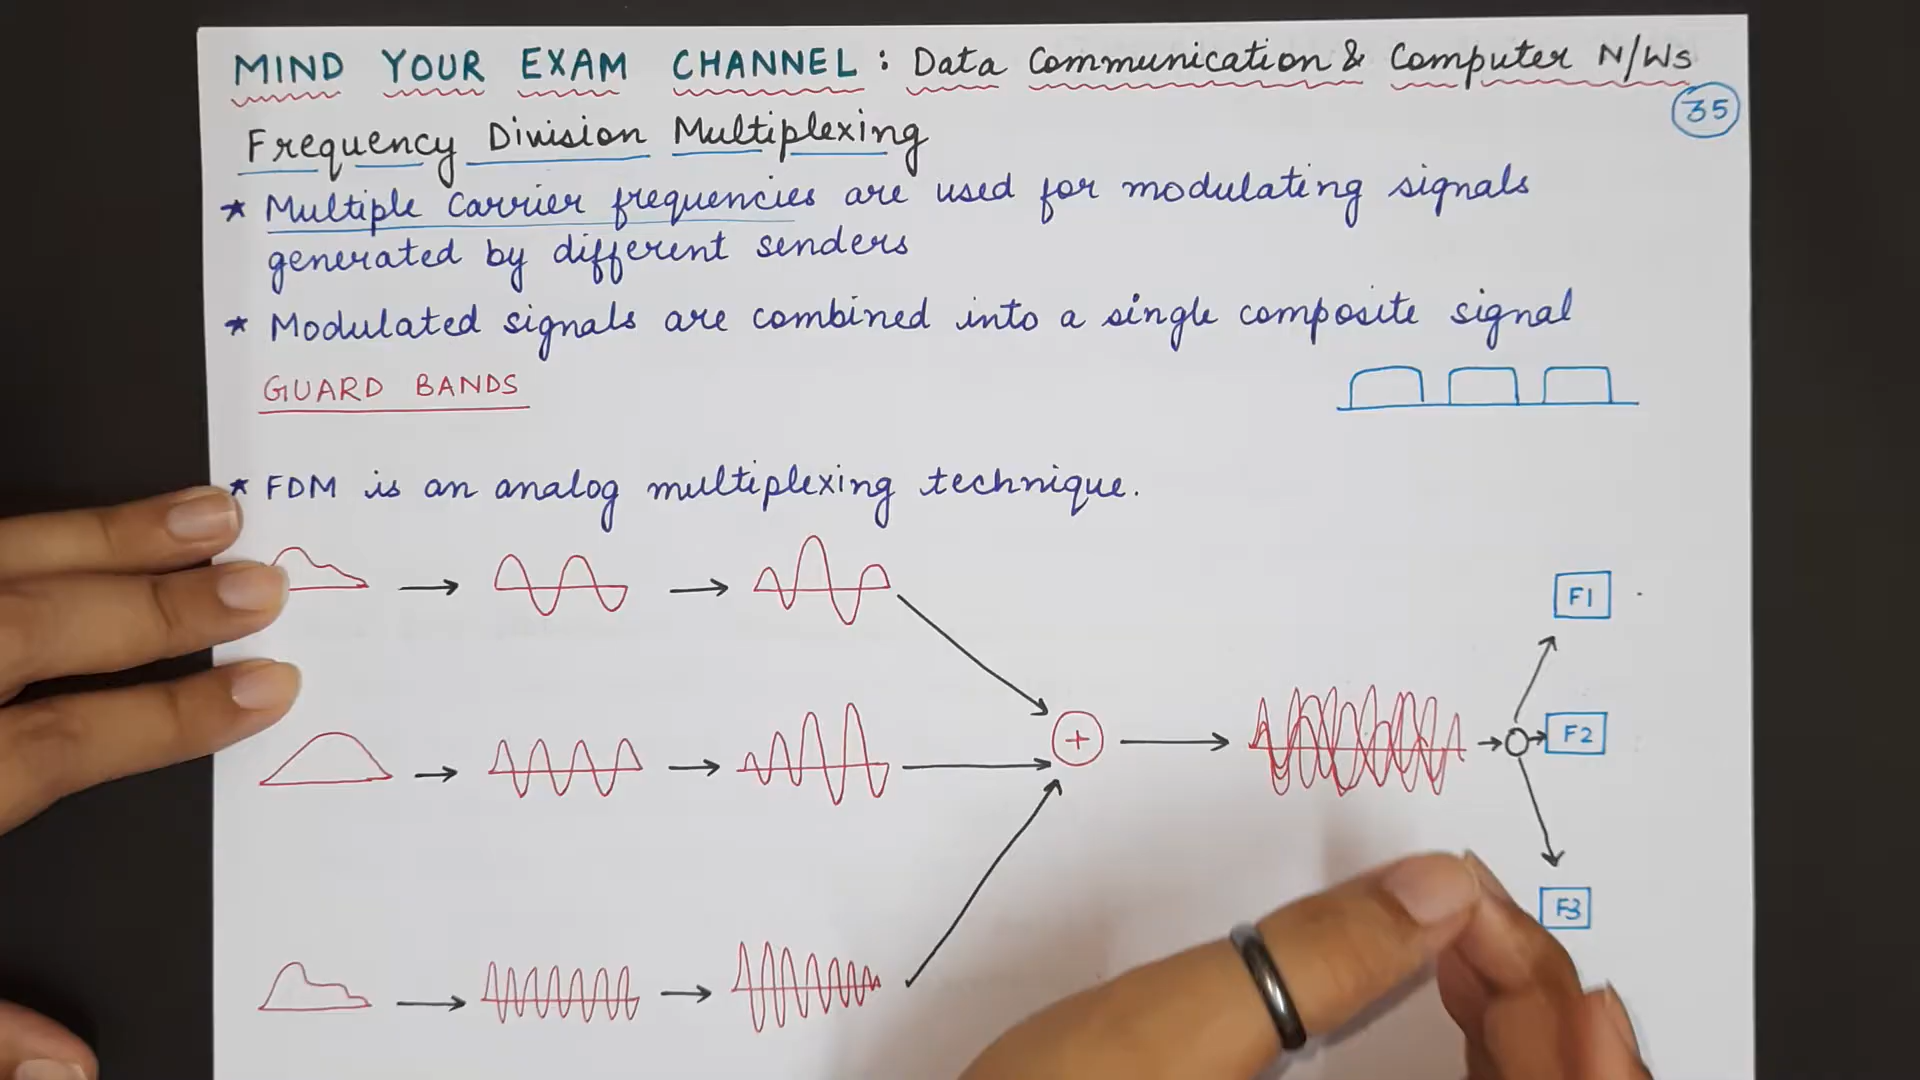 MIND YOUR EXAM CHANNEL : Data Communication & Computer N/Ws
35
Frequency Division Multiplexing
* Multiple Carrier frequencies are used for modulating signals
generated by different senders
* Modulated signals are combined into a single composite signal
GUARD BANDS
* FDM is an analog multiplexing technique.
F1
+
F2
F3